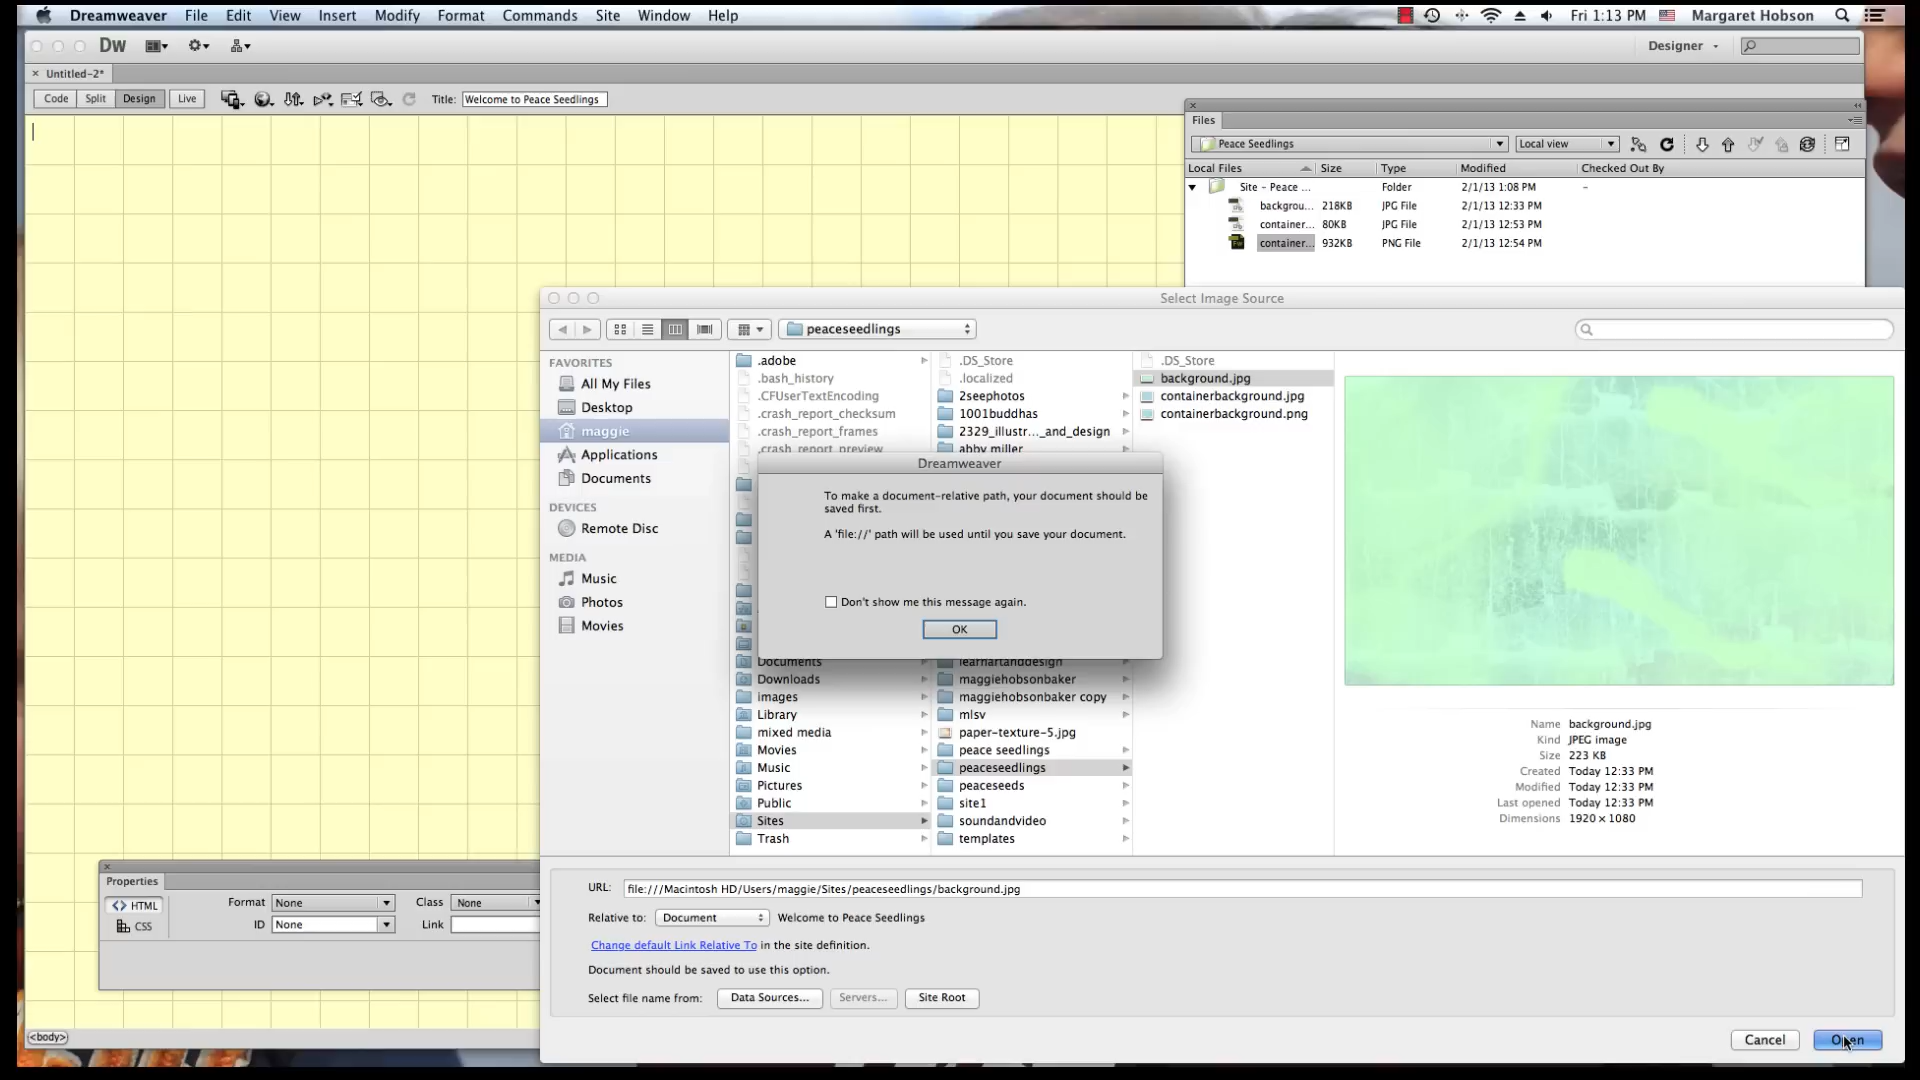 Dreamweaver File Edit View Insert Modify Format Commands Site Window Help Fri 1:13 PM Margaret Hobson
Dw Designer
Untitled-2*
Code Split Design Live Title: Welcome to Peace Seedlings
Files
Peace Seedlings Local view
Local Files Size Type Modified Checked Out By
Site - Peace ... Folder 2/1/13 1:08 PM -
backgrou... 218KB JPG File 2/1/13 12:33 PM
container... 80KB JPG File 2/1/13 12:53 PM
container... 932KB PNG File 2/1/13 12:54 PM
Select Image Source
peaceseedlings
FAVORITES
All My Files
Desktop
maggie
Applications
Documents
DEVICES
Remote Disc
MEDIA
Music
Photos
Movies
.adobe
.bash_history
.CFUserTextEncoding
.crash_report_checksum
.crash_report_frames
.crash_report_preview
Documents
Downloads
images
Library
mixed media
Movies
Music
Pictures
Public
Sites
Trash
.DS_Store
.localized
2seephotos
1001buddhas
2329_illustr..._and_design
abby miller
learnartanddesign
maggiehobsonbaker
maggiehobsonbaker copy
mlsv
paper-texture-5.jpg
peace seedlings
peaceseedlings
peaceseeds
site1
soundandvideo
templates
.DS_Store
background.jpg
containerbackground.jpg
containerbackground.png
Name background.jpg
Kind JPEG image
Size 223 KB
Created Today 12:33 PM
Modified Today 12:33 PM
Last opened Today 12:33 PM
Dimensions 1920 × 1080
Dreamweaver
To make a document-relative path, your document should be
saved first.
A 'file://' path will be used until you save your document.
Don't show me this message again.
OK
Properties
<> HTML Format None Class None
CSS ID None Link
URL: file:///Macintosh HD/Users/maggie/Sites/peaceseedlings/background.jpg
Relative to: Document Welcome to Peace Seedlings
Change default Link Relative To in the site definition.
Document should be saved to use this option.
Select file name from: Data Sources... Servers... Site Root
<body>
Cancel Open